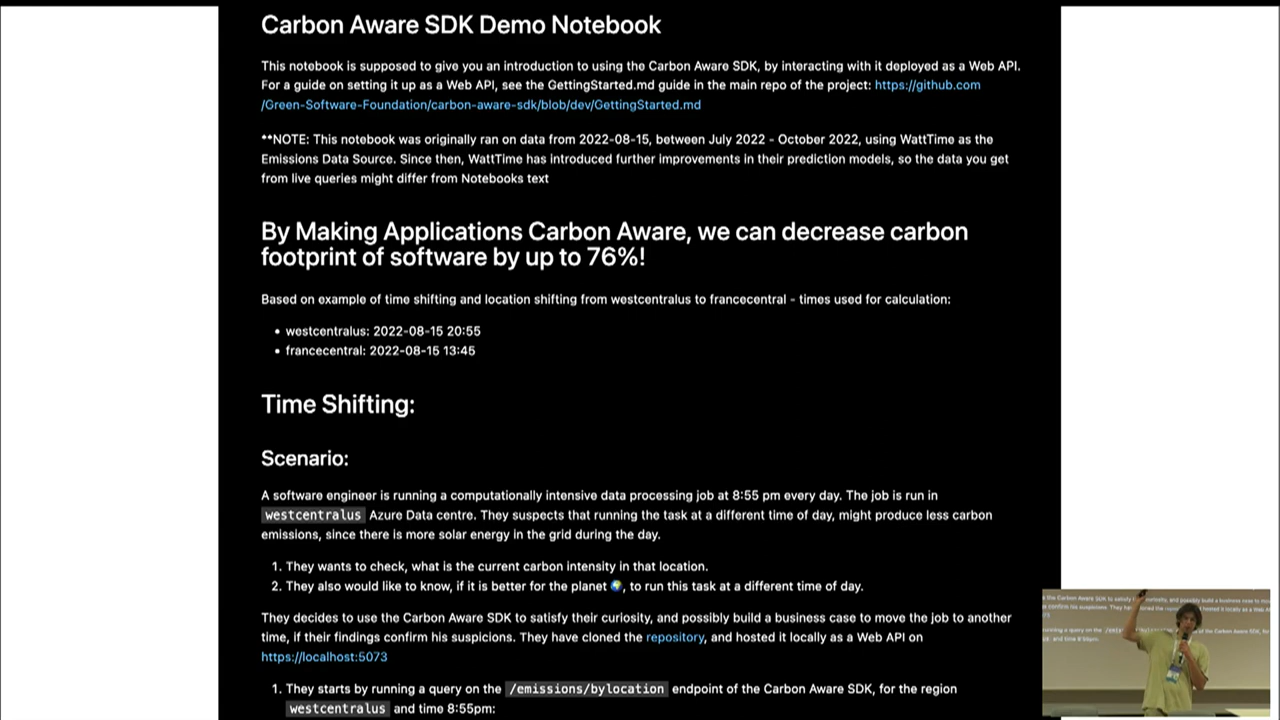 Carbon Aware SDK Demo Notebook
This notebook is supposed to give you an introduction to using the Carbon Aware SDK, by interacting with it deployed as a Web API.
For a guide on setting it up as a Web API, see the GettingStarted.md guide in the main repo of the project: https://github.com
/Green-Software-Foundation/carbon-aware-sdk/blob/dev/GettingStarted.md
**NOTE: This notebook was originally ran on data from 2022-08-15, between July 2022 - October 2022, using WattTime as the
Emissions Data Source. Since then, WattTime has introduced further improvements in their prediction models, so the data you get
from live queries might differ from Notebooks text
By Making Applications Carbon Aware, we can decrease carbon
footprint of software by up to 76%!
Based on example of time shifting and location shifting from westcentralus to francecentral - times used for calculation:
• westcentralus: 2022-08-15 20:55
• francecentral: 2022-08-15 13:45
Time Shifting:
Scenario:
A software engineer is running a computationally intensive data processing job at 8:55 pm every day. The job is run in
westcentralus Azure Data centre. They suspects that running the task at a different time of day, might produce less carbon
emissions, since there is more solar energy in the grid during the day.
1. They wants to check, what is the current carbon intensity in that location.
2. They also would like to know, if it is better for the planet 🌍, to run this task at a different time of day.
They decides to use the Carbon Aware SDK to satisfy their curiosity, and possibly build a business case to move the job to another
time, if their findings confirm his suspicions. They have cloned the repository, and hosted it locally as a Web API on
https://localhost:5073
1. They starts by running a query on the /emissions/bylocation endpoint of the Carbon Aware SDK, for the region
westcentralus and time 8:55pm: